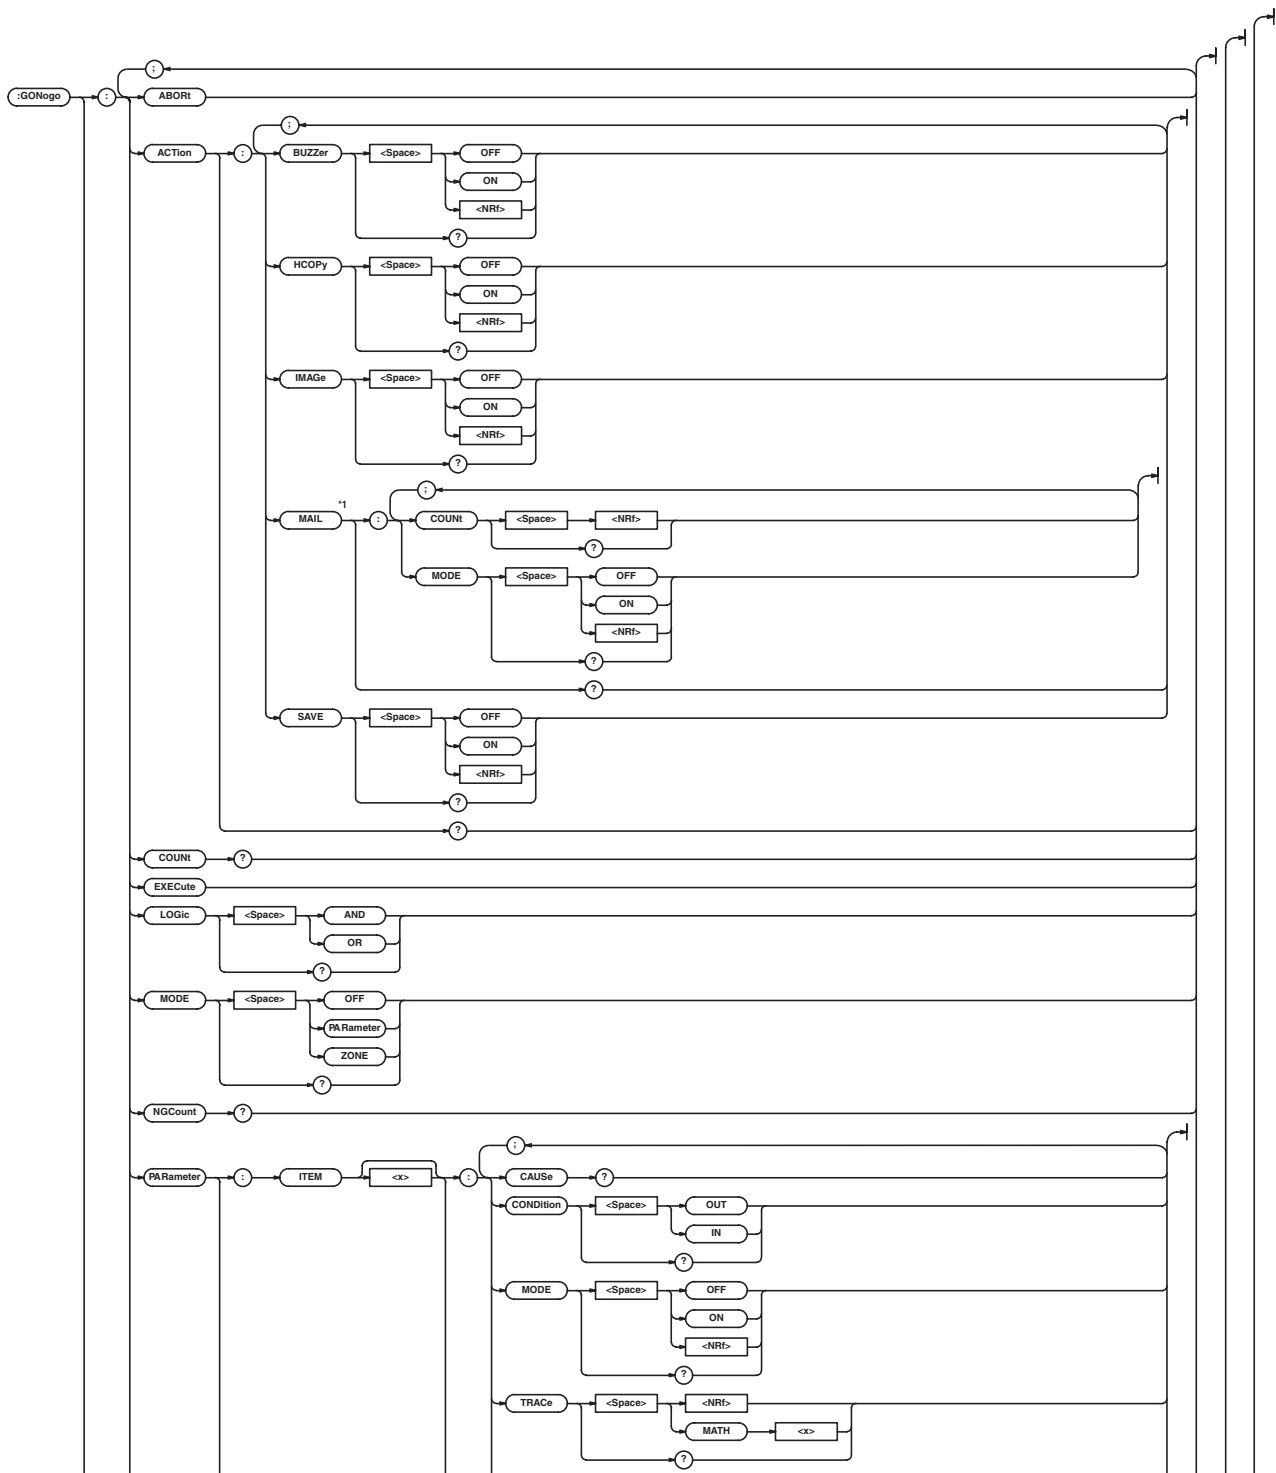 ;
:GONogo : ABORt
;
ACTion : BUZZer <Space> OFF
ON
<NRf>
?
HCOPy <Space> OFF
ON
<NRf>
?
IMAGe <Space> OFF
ON
<NRf>
?
;
*1
MAIL : COUNt <Space> <NRf>
?
MODE <Space> OFF
ON
<NRf>
?
?
SAVE <Space> OFF
ON
<NRf>
?
?
COUNt ?
EXECute
LOGic <Space> AND
OR
?
MODE <Space> OFF
PARameter
ZONE
?
NGCount ?
;
PARameter : ITEM <x> : CAUSe ?
CONDition <Space> OUT
IN
?
MODE <Space> OFF
ON
<NRf>
?
TRACe <Space> <NRf>
MATH <x>
?